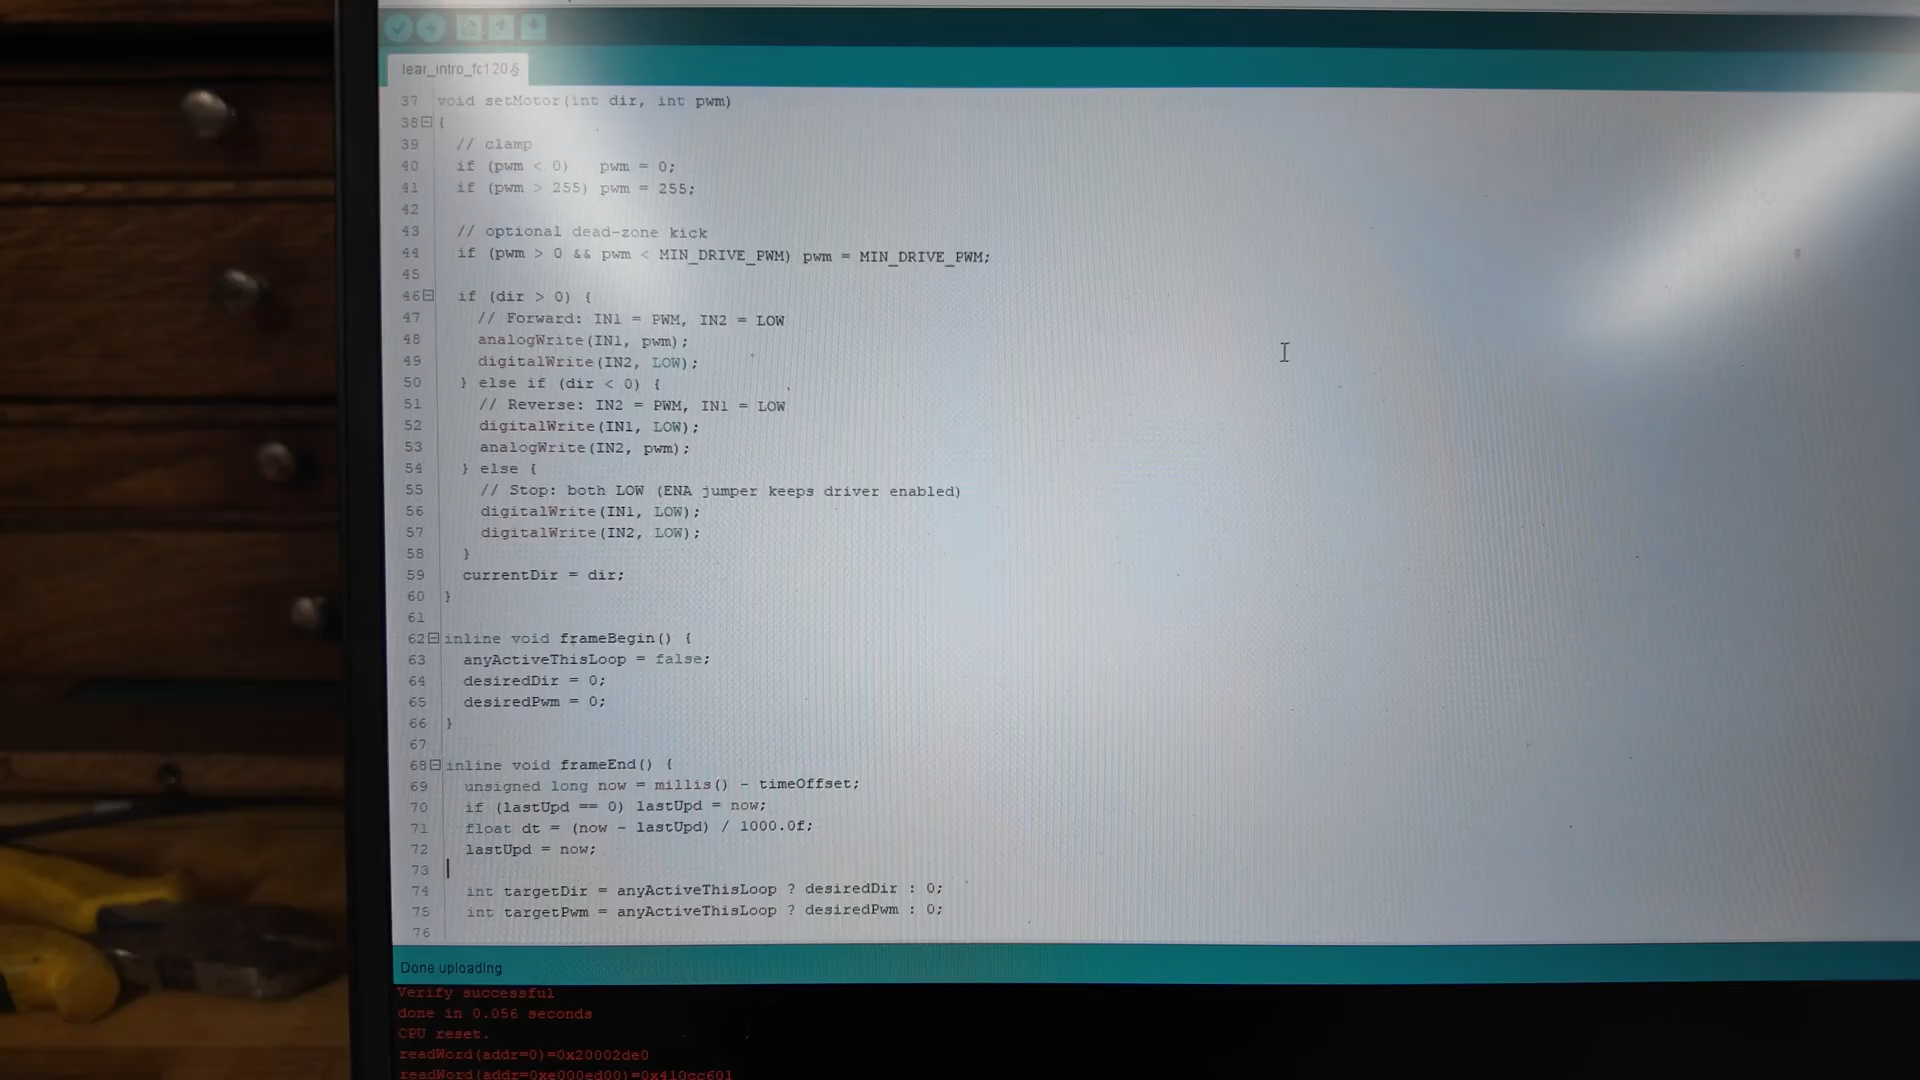 lear_intro_fc120§
37 void setMotor(int dir, int pwm)
38 {
39 // clamp
40 if (pwm < 0) pwm = 0;
41 if (pwm > 255) pwm = 255;
42
43 // optional dead-zone kick
44 if (pwm > 0 && pwm < MIN_DRIVE_PWM) pwm = MIN_DRIVE_PWM;
45
46 if (dir > 0) {
47 // Forward: IN1 = PWM, IN2 = LOW
48 analogWrite(IN1, pwm);
49 digitalWrite(IN2, LOW);
50 } else if (dir < 0) {
51 // Reverse: IN2 = PWM, IN1 = LOW
52 digitalWrite(IN1, LOW);
53 analogWrite(IN2, pwm);
54 } else {
55 // Stop: both LOW (ENA jumper keeps driver enabled)
56 digitalWrite(IN1, LOW);
57 digitalWrite(IN2, LOW);
58 }
59 currentDir = dir;
60 }
61
62 inline void frameBegin() {
63 anyActiveThisLoop = false;
64 desiredDir = 0;
65 desiredPwm = 0;
66 }
67
68 inline void frameEnd() {
69 unsigned long now = millis() - timeOffset;
70 if (lastUpd == 0) lastUpd = now;
71 float dt = (now - lastUpd) / 1000.0f;
72 lastUpd = now;
73
74 int targetDir = anyActiveThisLoop ? desiredDir : 0;
75 int targetPwm = anyActiveThisLoop ? desiredPwm : 0;
76
Done uploading
Verify successful
done in 0.056 seconds
CPU reset.
readWord(addr=0)=0x20002de0
readWord(addr=0xe000ed00)=0x410cc601